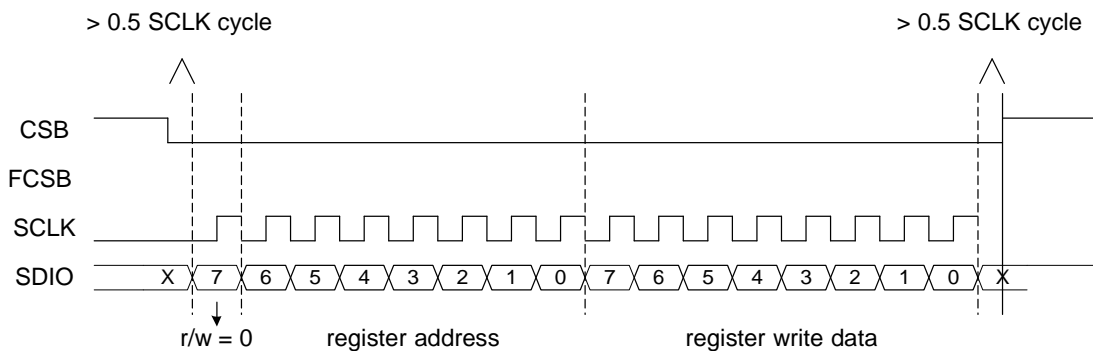 > 0.5 SCLK cycle > 0.5 SCLK cycle
CSB
FCSB
SCLK
SDIO X 7 6 5 4 3 2 1 0 7 6 5 4 3 2 1 0 X
r/w = 0 register address register write data